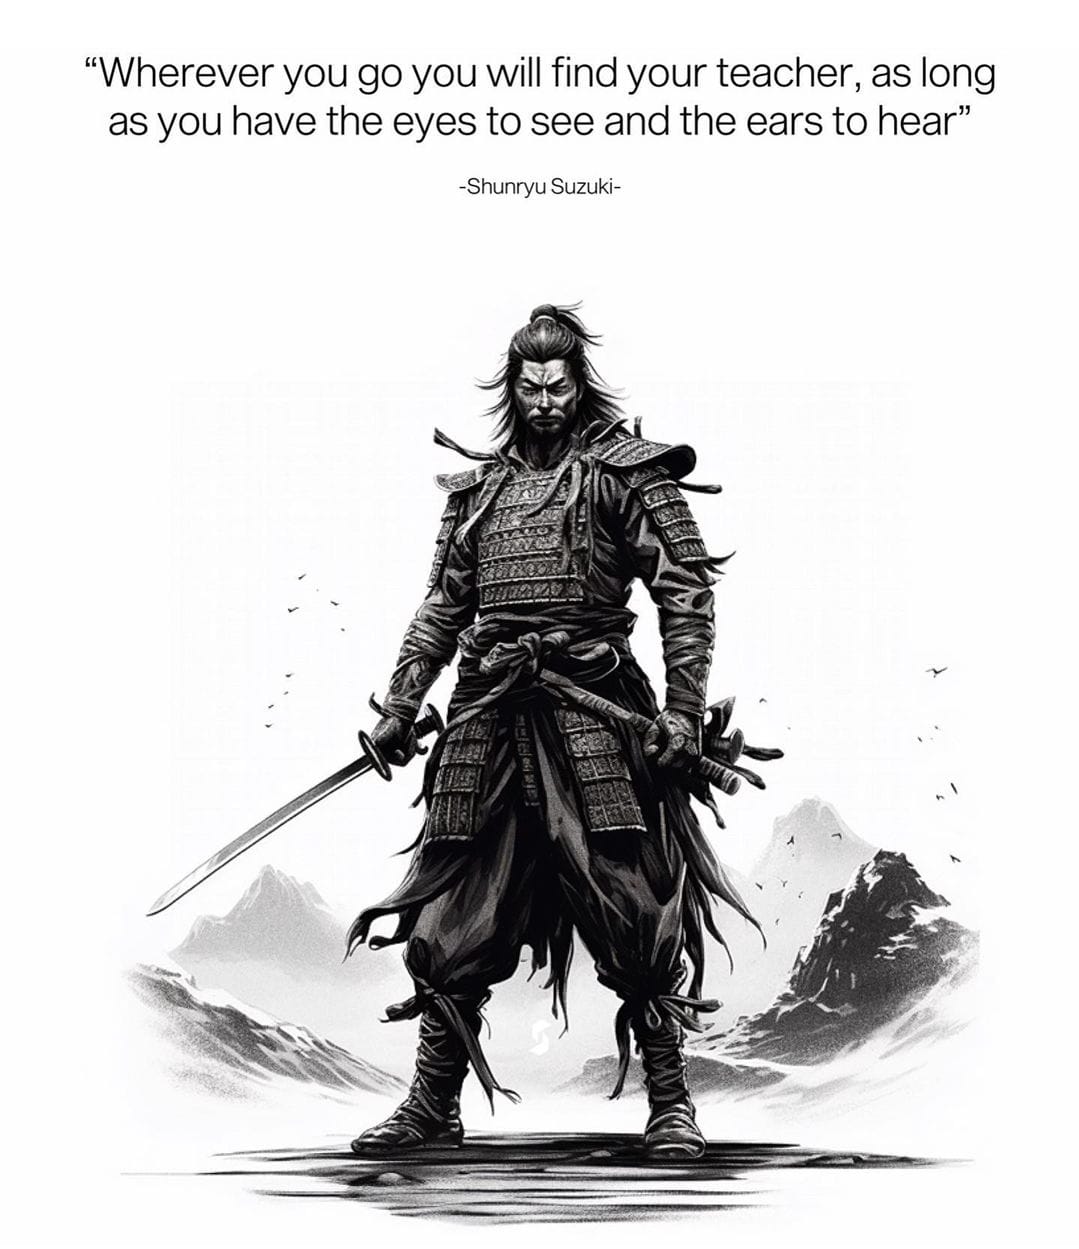 “Wherever you go you will find your teacher, as long
as you have the eyes to see and the ears to hear”
-Shunryu Suzuki-